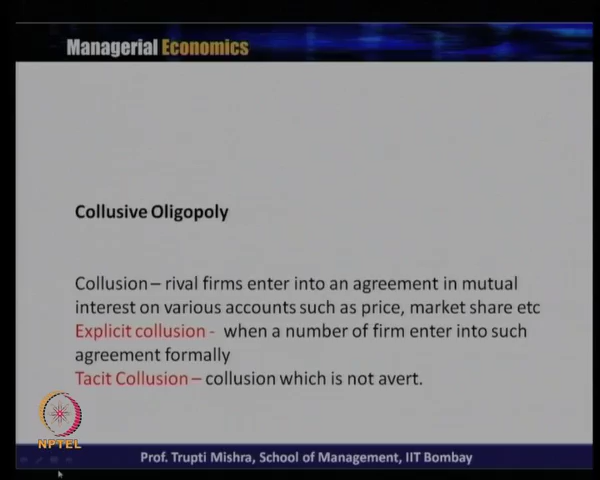 Managerial Economics
Collusive Oligopoly
Collusion – rival firms enter into an agreement in mutual
interest on various accounts such as price, market share etc
Explicit collusion - when a number of firm enter into such
agreement formally
Tacit Collusion – collusion which is not avert.
NPTEL
Prof. Trupti Mishra, School of Management, IIT Bombay